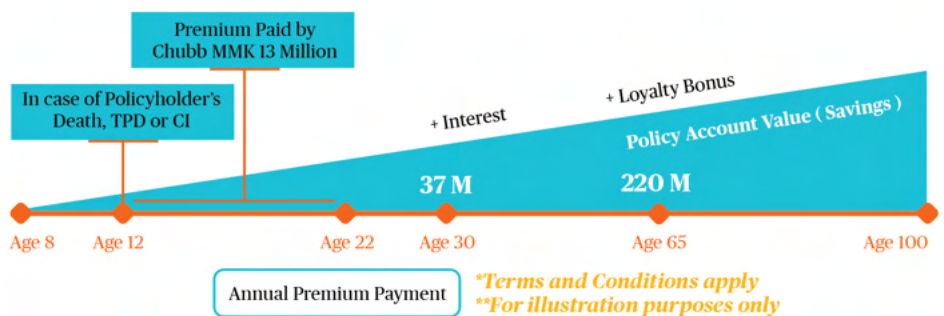 Premium Paid by
Chubb MMK 13 Million
In case of Policyholder's
Death, TPD or CI
+ Interest
+ Loyalty Bonus
Policy Account Value ( Savings )
37 M
220 M
Age 8
Age 12
Age 22
Age 30
Age 65
Age 100
Annual Premium Payment
*Terms and Conditions apply
**For illustration purposes only